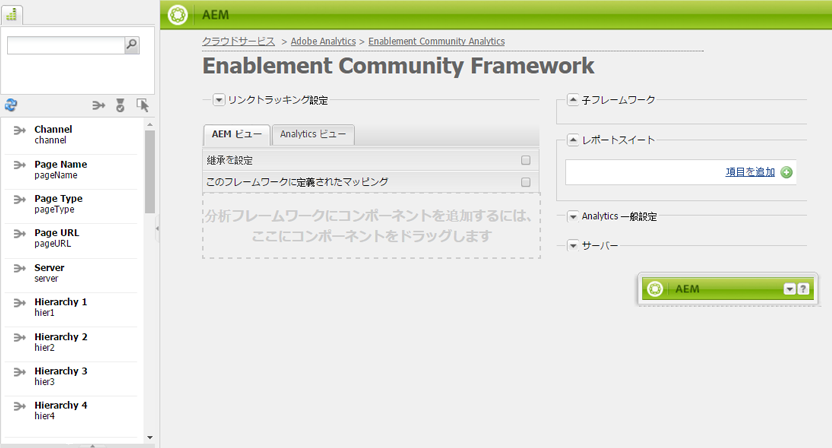 AEM
クラウドサービス > Adobe Analytics > Enablement Community Analytics
Enablement Community Framework
Channel
channel
Page Name
pageName
Page Type
pageType
Page URL
pageURL
Server
server
Hierarchy 1
hier1
Hierarchy 2
hier2
Hierarchy 3
hier3
Hierarchy 4
hier4
リンクトラッキング設定
AEM ビュー
Analytics ビュー
継承を設定
このフレームワークに定義されたマッピング
分析フレームワークにコンポーネントを追加するには、
ここにコンポーネントをドラッグします
子フレームワーク
レポートスイート
項目を追加
Analytics 一般設定
サーバー
AEM
?